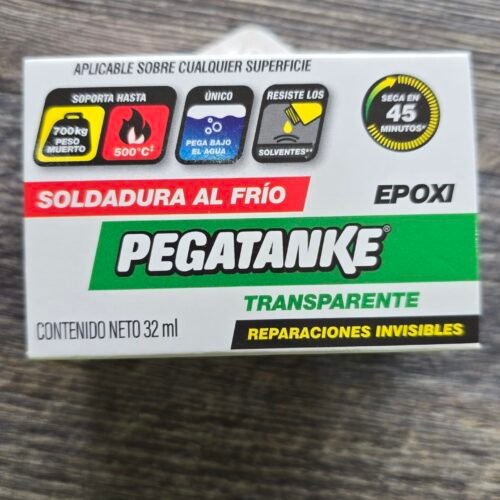 APLICABLE SOBRE CUALQUIER SUPERFICIE
SOPORTA HASTA
700kg
PESO
MUERTO
500°C‡
ÚNICO
PEGA BAJO
EL AGUA
RESISTE LOS
SOLVENTES**
SECA EN
45
MINUTOS*
SOLDADURA AL FRÍO
EPOXI
PEGATANKE®
TRANSPARENTE
CONTENIDO NETO 32 ml
REPARACIONES INVISIBLES